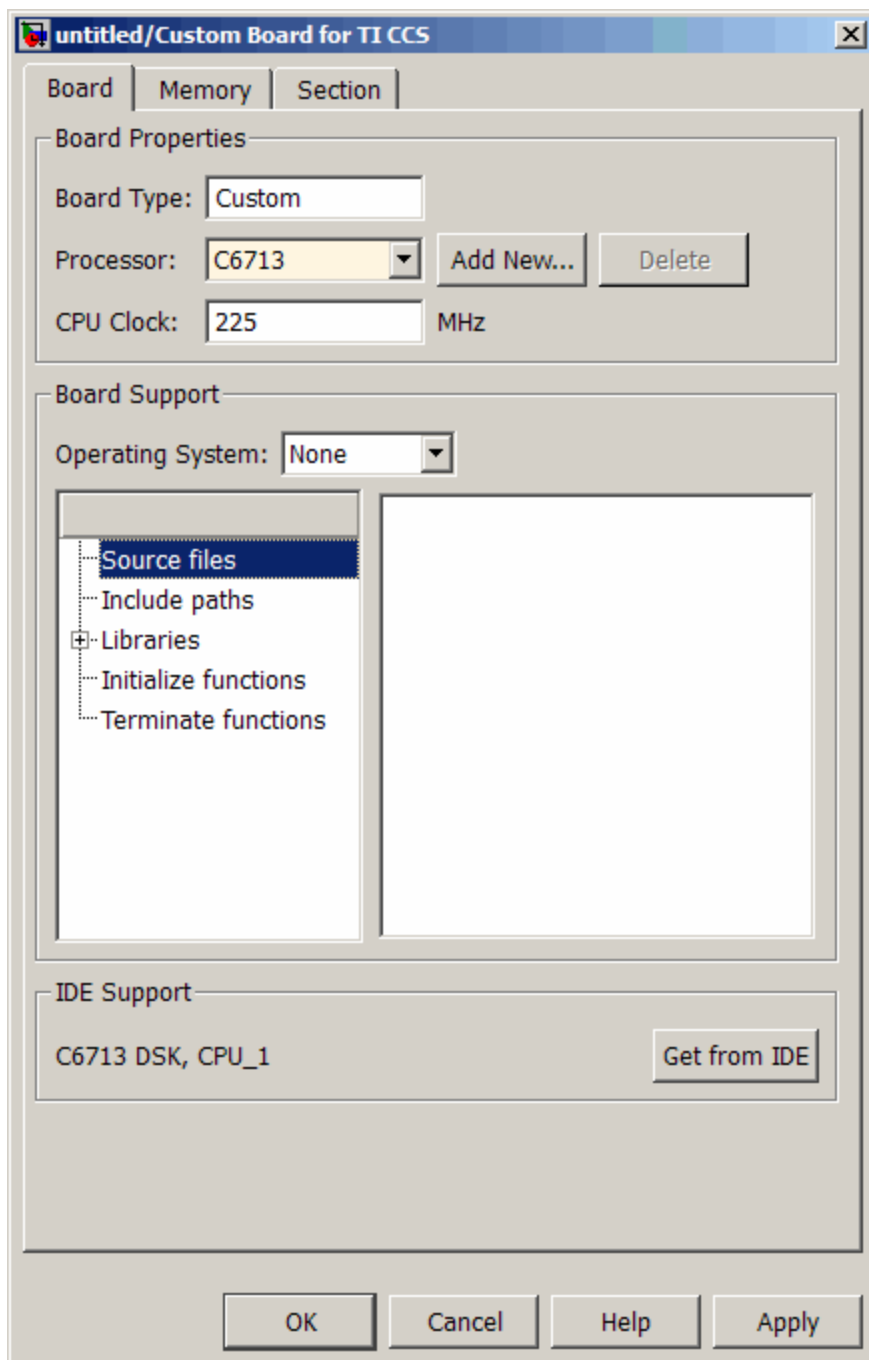 untitled/Custom Board for TI CCS
Board Memory Section
Board Properties
Board Type: Custom
Processor: C6713 Add New... Delete
CPU Clock: 225 MHz
Board Support
Operating System: None
Source files
Include paths
Libraries
Initialize functions
Terminate functions
IDE Support
C6713 DSK, CPU_1 Get from IDE
OK Cancel Help Apply